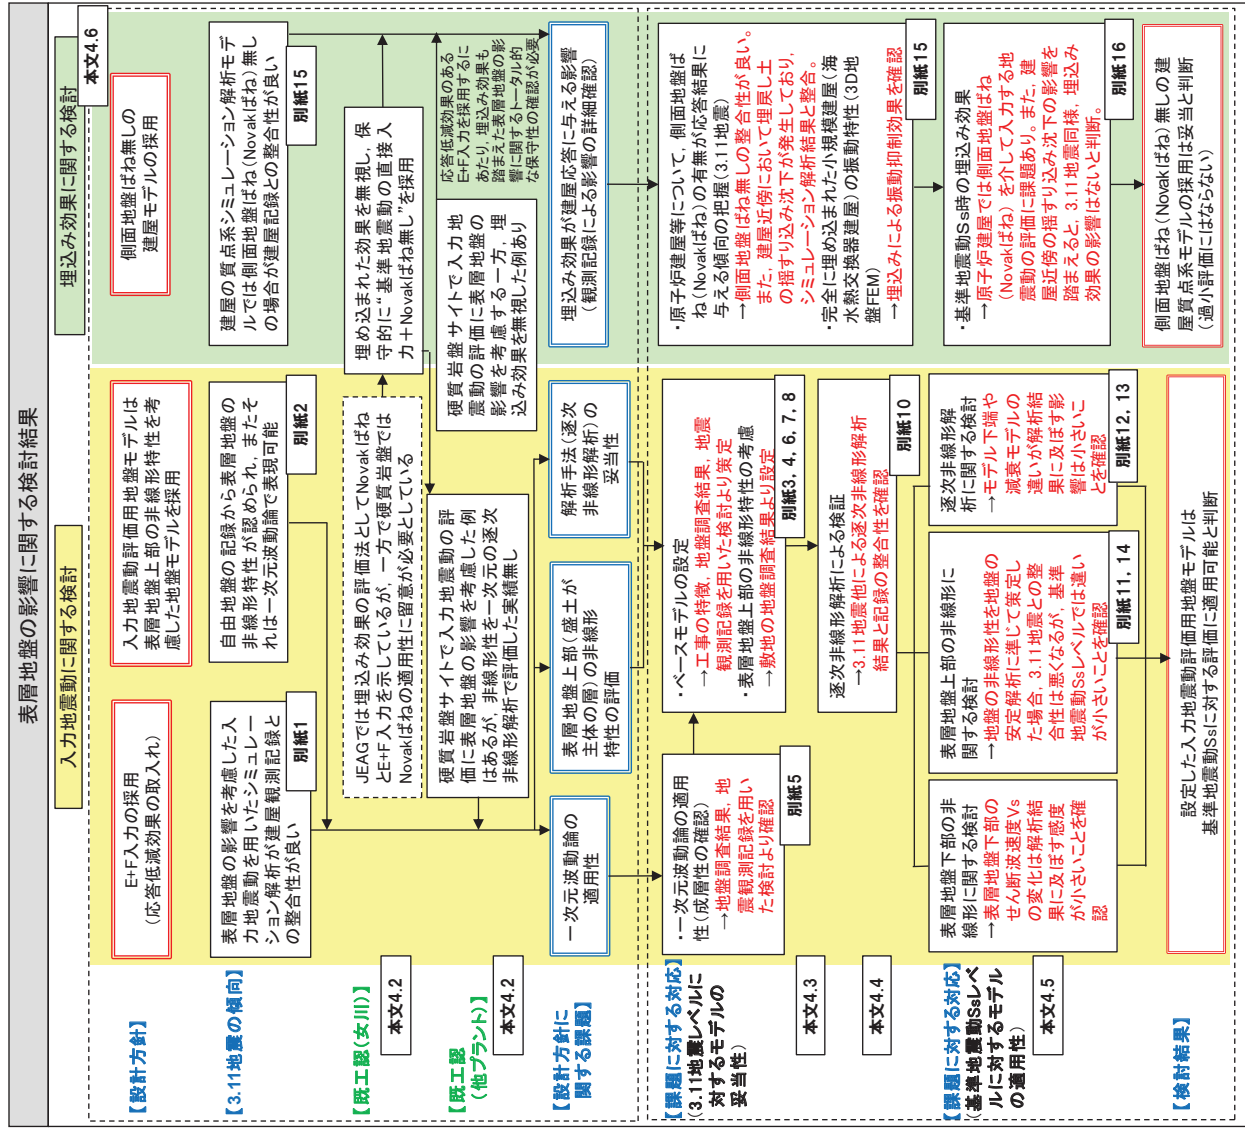 表層地盤の影響に関する検討結果
入力地震動に関する検討
埋込み効果に関する検討
本文4.6
【設計方針】
E+F入力の採用
(応答低減効果の取入れ)
入力地震動評価用地盤モデルは
表層地盤上部の非線形特性を考
慮した地盤モデルを採用
側面地盤ばね無しの
建屋モデルの採用
【3.11地震の傾向】
表層地盤の影響を考慮した入
力地震動を用いたシミュレー
ション解析が建屋観測記録と
の整合性が良い
別紙1
自由地盤の記録から表層地盤の
非線形特性が認められ，またそ
れは一次元波動論で表現可能
別紙2
建屋の質点系シミュレーション解析モデ
ルでは側面地盤ばね(Novakばね)無し
の場合が建屋記録との整合性が良い
別紙15
【既工認(女川)】
本文4.2
JEAGでは埋込み効果の評価法としてNovakばね
とE+F入力を示しているが，一方で硬質岩盤では
Novakばねの適用性に留意が必要としている
埋め込まれた効果を無視し，保
守的に“基準地震動の直接入
力＋Novakばね無し”を採用
応答低減効果のある
E+F入力を採用するに
あたり，埋込み効果も
踏まえた表層地盤の影
響に関するトータル的
な保守性の確認が必要
【既工認
(他プラント)】
本文4.2
硬質岩盤サイトで入力地震動の評
価に表層地盤の影響を考慮した例
はあるが，非線形性を一次元の逐次
非線形解析で評価した実績無し
硬質岩盤サイトで入力地
震動の評価に表層地盤の
影響を考慮する一方，埋
込み効果を無視した例あり
【設計方針に
関する課題】
一次元波動論の
適用性
表層地盤上部(盛土が
主体の層)の非線形
特性の評価
解析手法(逐次
非線形解析)の
妥当性
埋込み効果が建屋応答に与える影響
(観測記録による影響の詳細確認)
【課題に対する対応】
(3.11地震レベルに
対するモデルの
妥当性)
本文4.3
本文4.4
・一次元波動論の適用
性(成層性の確認)
→地盤調査結果，地
震観測記録を用い
た検討より確認
別紙5
・ベースモデルの設定
→工事の特徴，地盤調査結果，地震
観測記録を用いた検討より策定
・表層地盤上部の非線形特性の考慮
→敷地の地盤調査結果より設定
別紙3，4，6，7，8
逐次非線形解析による検証
→3.11地震他による逐次非線形解析
結果と記録の整合性を確認
別紙10
・原子炉建屋等について，側面地盤ば
ね(Novakばね)の有無が応答結果に
与える傾向の把握(3.11地震)
→側面地盤ばね無しの整合性が良い。
また，建屋近傍において埋戻し土
の揺すり込み沈下が発生しており，
シミュレーション解析結果と整合。
・完全に埋め込まれた小規模建屋(海
水熱交換器建屋)の振動特性(3D地
盤FEM)
→埋込みによる振動抑制効果を確認
別紙15
【課題に対する対応】
(基準地震動Ssレベ
ルに対するモデル
の適用性)
本文4.5
表層地盤下部の非
線形に関する検討
→表層地盤下部の
せん断波速度Vs
の変化は解析結
果に及ぼす感度
が小さいことを確
認
表層地盤上部の非線形に
関する検討
→地盤の非線形性を地盤の
安定解析に準じて策定し
た場合，3.11地震との整
合性は悪くなるが，基準
地震動Ssレベルでは違い
が小さいことを確認
別紙11，14
逐次非線形解
析に関する検討
→モデル下端や
減衰モデルの
違いが解析結
果に及ぼす影
響は小さいこ
とを確認
別紙12，13
・基準地震動Ss時の埋込み効果
→原子炉建屋では側面地盤ばね
(Novakばね)を介して入力する地
震動の評価に課題あり。また，建
屋近傍の揺すり込み沈下の影響を
踏まえると，3.11地震同様，埋込み
効果の影響はないと判断。
別紙16
【検討結果】
設定した入力地震動評価用地盤モデルは
基準地震動Ssに対する評価に適用可能と判断
側面地盤ばね(Novakばね)無しの建
屋質点系モデルの採用は妥当と判断
(過小評価にはならない)